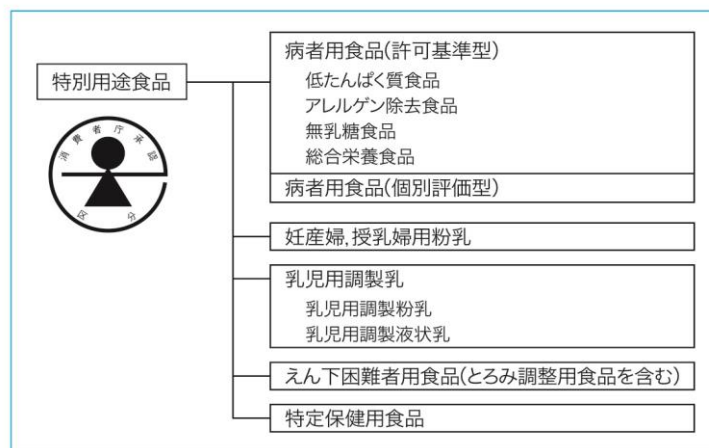 特別用途食品
消費者庁承認
区分
病者用食品(許可基準型)
低たんぱく質食品
アレルゲン除去食品
無乳糖食品
総合栄養食品
病者用食品(個別評価型)
妊産婦,授乳婦用粉乳
乳児用調製乳
乳児用調製粉乳
乳児用調製液状乳
えん下困難者用食品(とろみ調整用食品を含む)
特定保健用食品